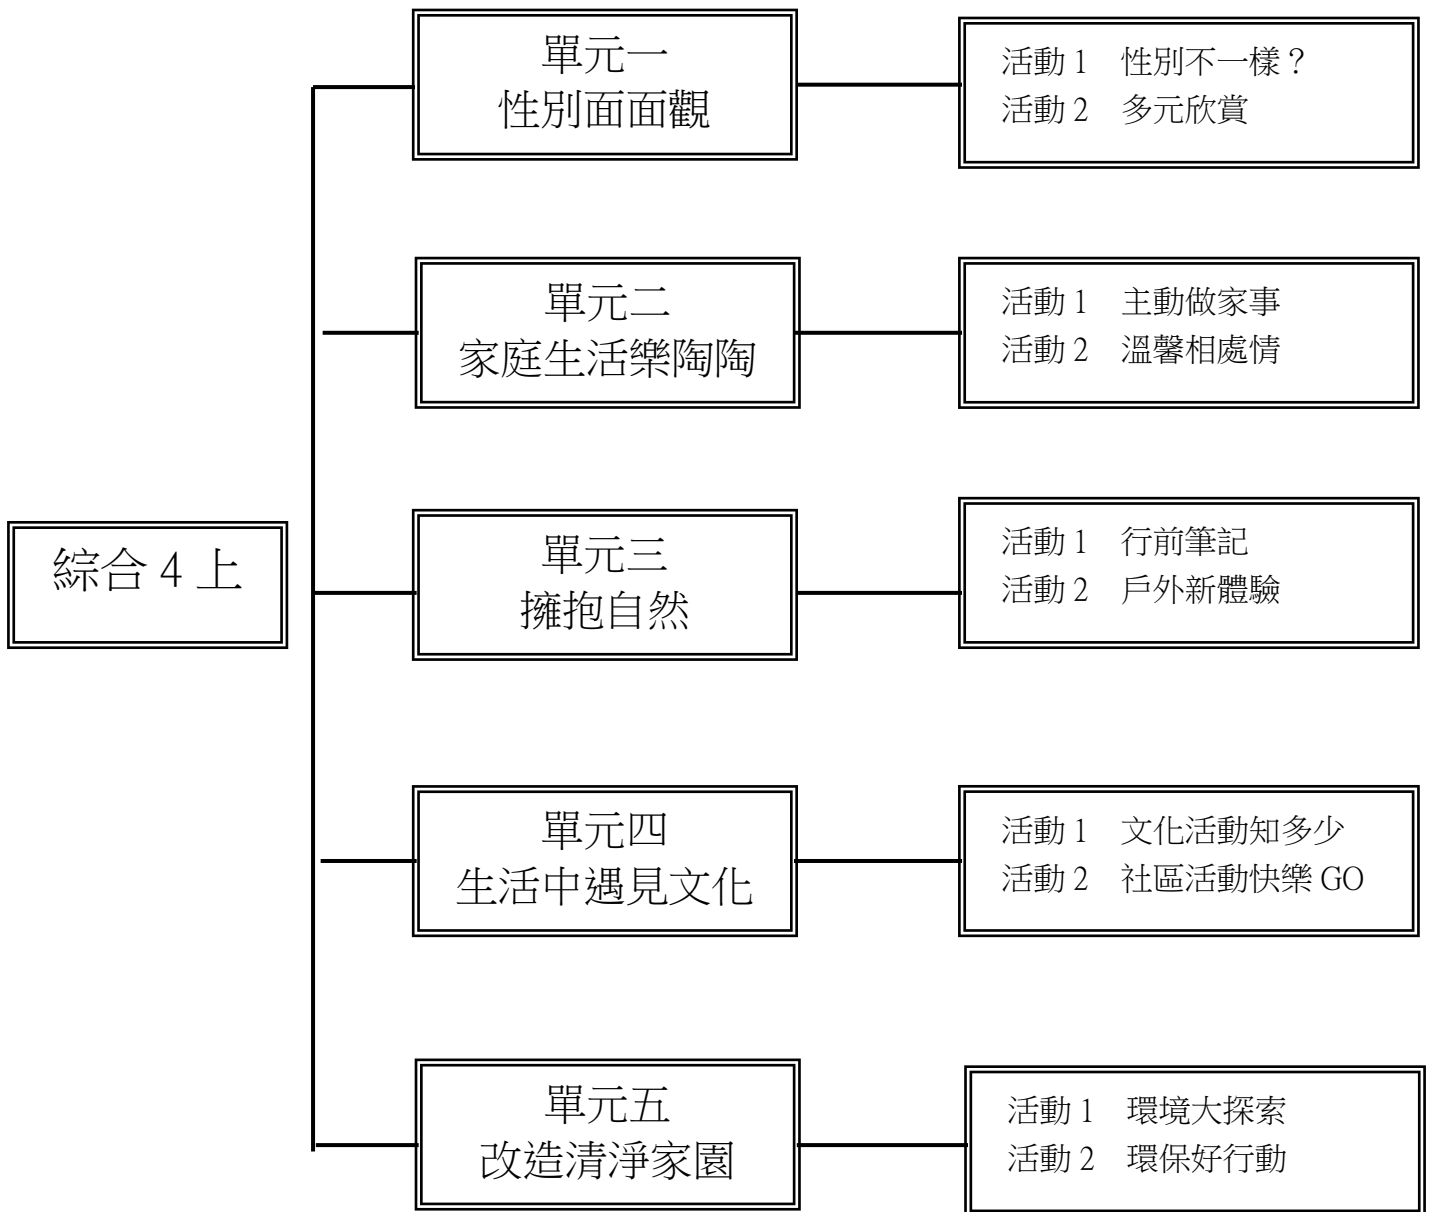 綜合 4 上
單元一
性別面面觀
活動 1　性別不一樣？
活動 2　多元欣賞
單元二
家庭生活樂陶陶
活動 1　主動做家事
活動 2　溫馨相處情
單元三
擁抱自然
活動 1　行前筆記
活動 2　戶外新體驗
單元四
生活中遇見文化
活動 1　文化活動知多少
活動 2　社區活動快樂 GO
單元五
改造清淨家園
活動 1　環境大探索
活動 2　環保好行動